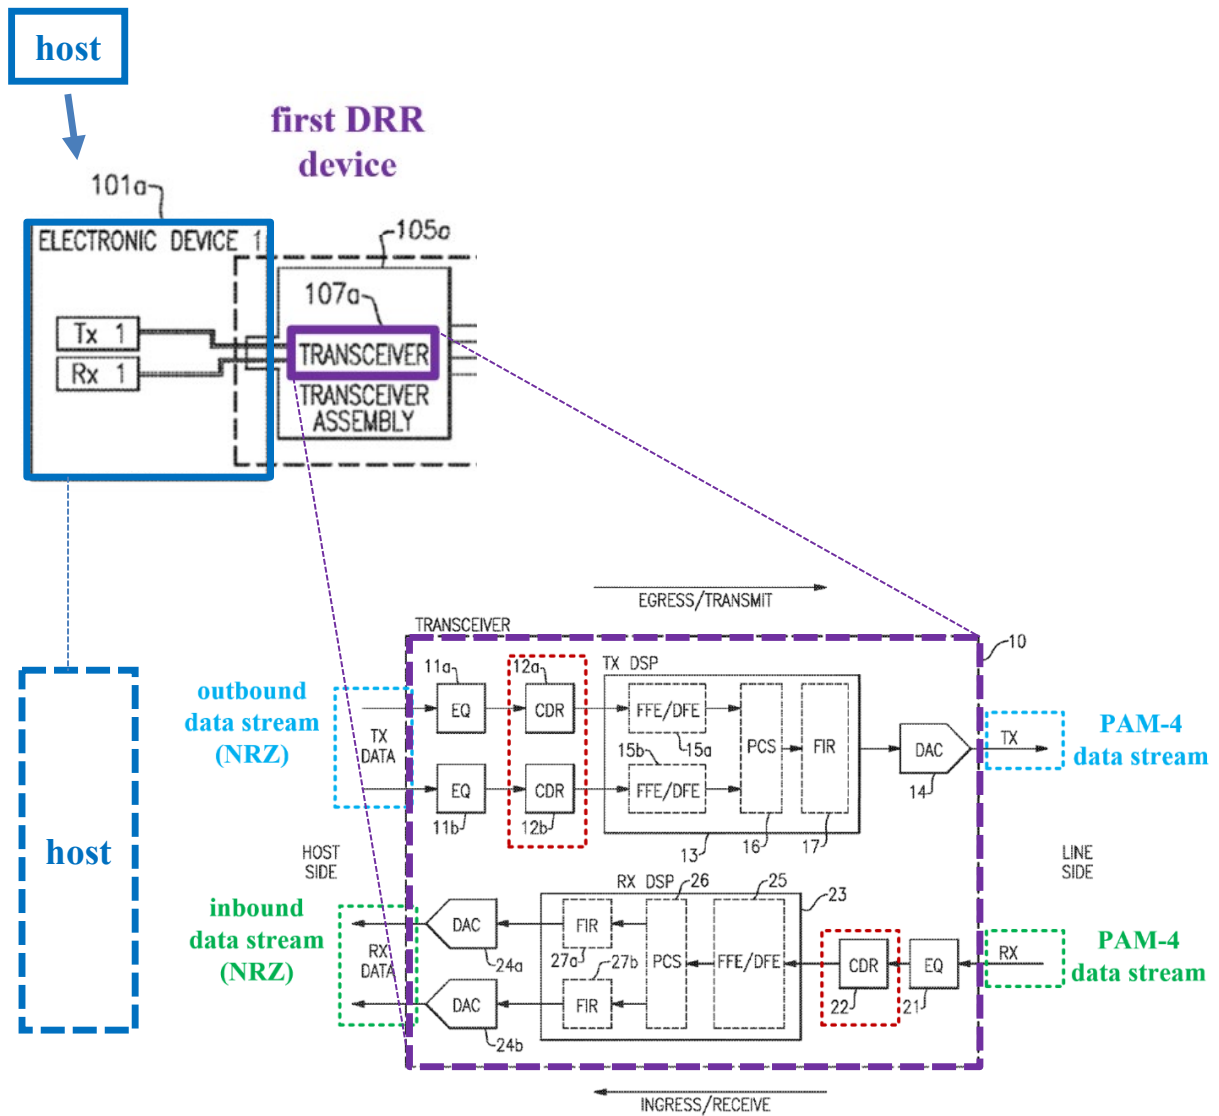 host
first DRR
device
101a
ELECTRONIC DEVICE 1
105a
107a
Tx 1
Rx 1
TRANSCEIVER
TRANSCEIVER
ASSEMBLY
EGRESS/TRANSMIT
TRANSCEIVER
10
outbound
data stream
(NRZ)
TX
DATA
11a
EQ
12a
CDR
TX DSP
FFE/DFE
15a
15b
FFE/DFE
PCS
FIR
DAC
14
TX
PAM-4
data stream
EQ
11b
CDR
12b
13
16
17
host
HOST
SIDE
LINE
SIDE
inbound
data stream
(NRZ)
RX
DATA
DAC
24a
DAC
24b
RX DSP
26
25
23
FIR
27a
27b
FIR
PCS
FFE/DFE
CDR
22
EQ
21
RX
PAM-4
data stream
INGRESS/RECEIVE